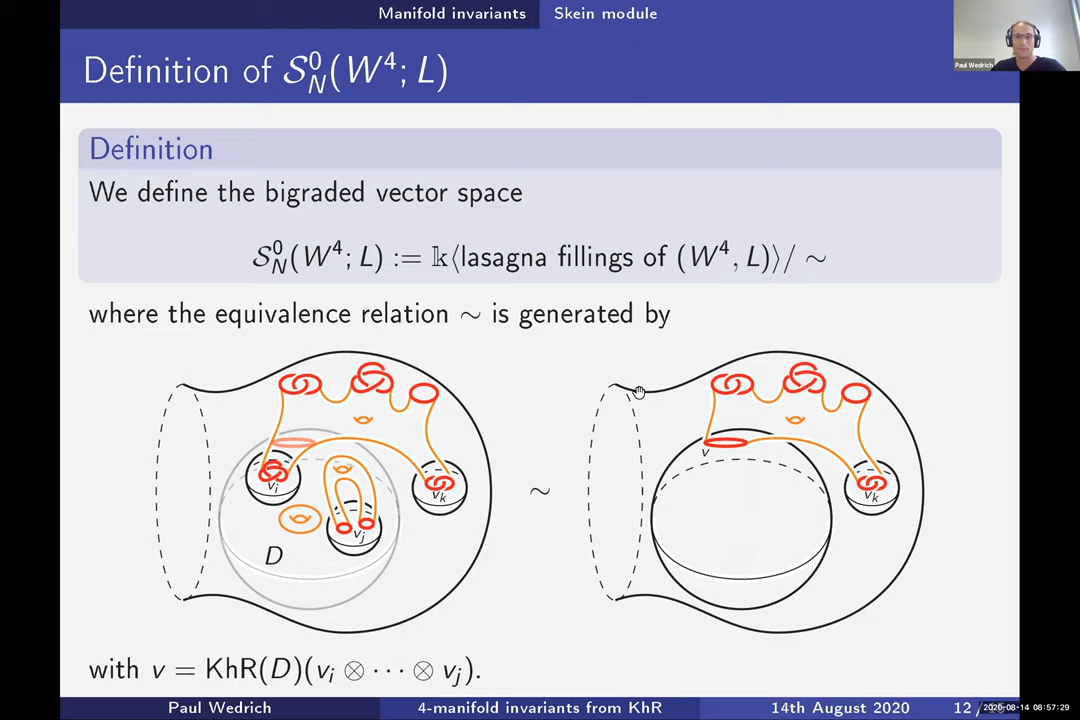 Manifold invariants Skein module
Paul Wedrich
Definition of 𝒮⁰_N(W⁴; L)
Definition
We define the bigraded vector space
𝒮⁰_N(W⁴; L) := 𝕜⟨lasagna fillings of (W⁴, L)⟩/ ∼
where the equivalence relation ∼ is generated by
v_i v_j v_k D ∼ v v_k
with v = KhR(D)(v_i ⊗ ⋯ ⊗ v_j).
Paul Wedrich 4-manifold invariants from KhR 14th August 2020 12 /
2020-08-14 08:57:29